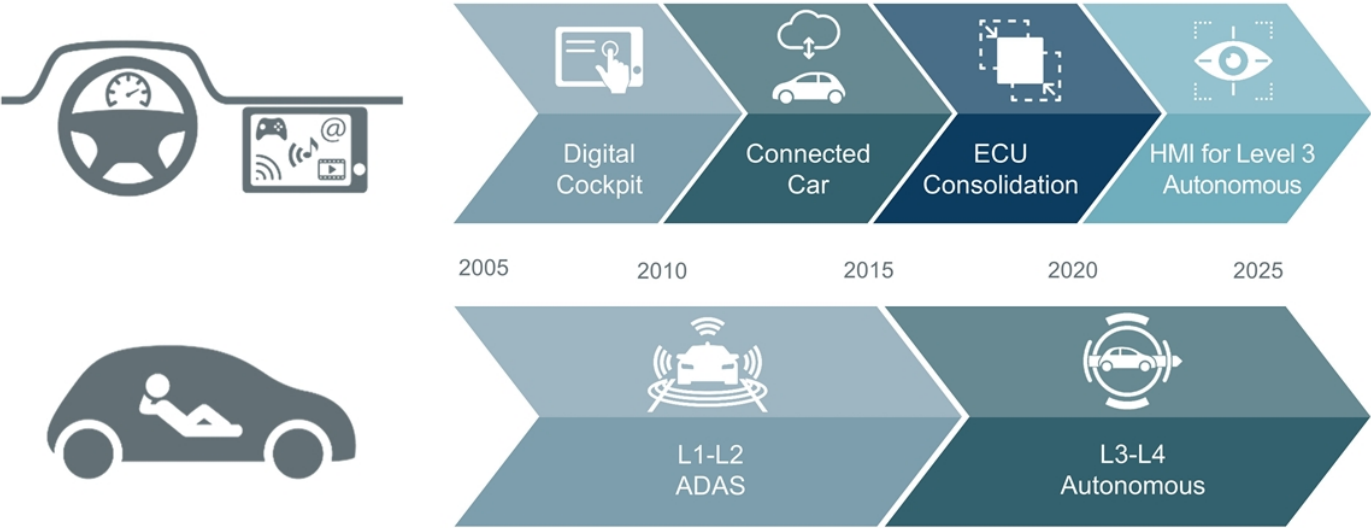 Digital
Cockpit
Connected
Car
ECU
Consolidation
HMI for Level 3
Autonomous
2005
2010
2015
2020
2025
L1-L2
ADAS
L3-L4
Autonomous
@